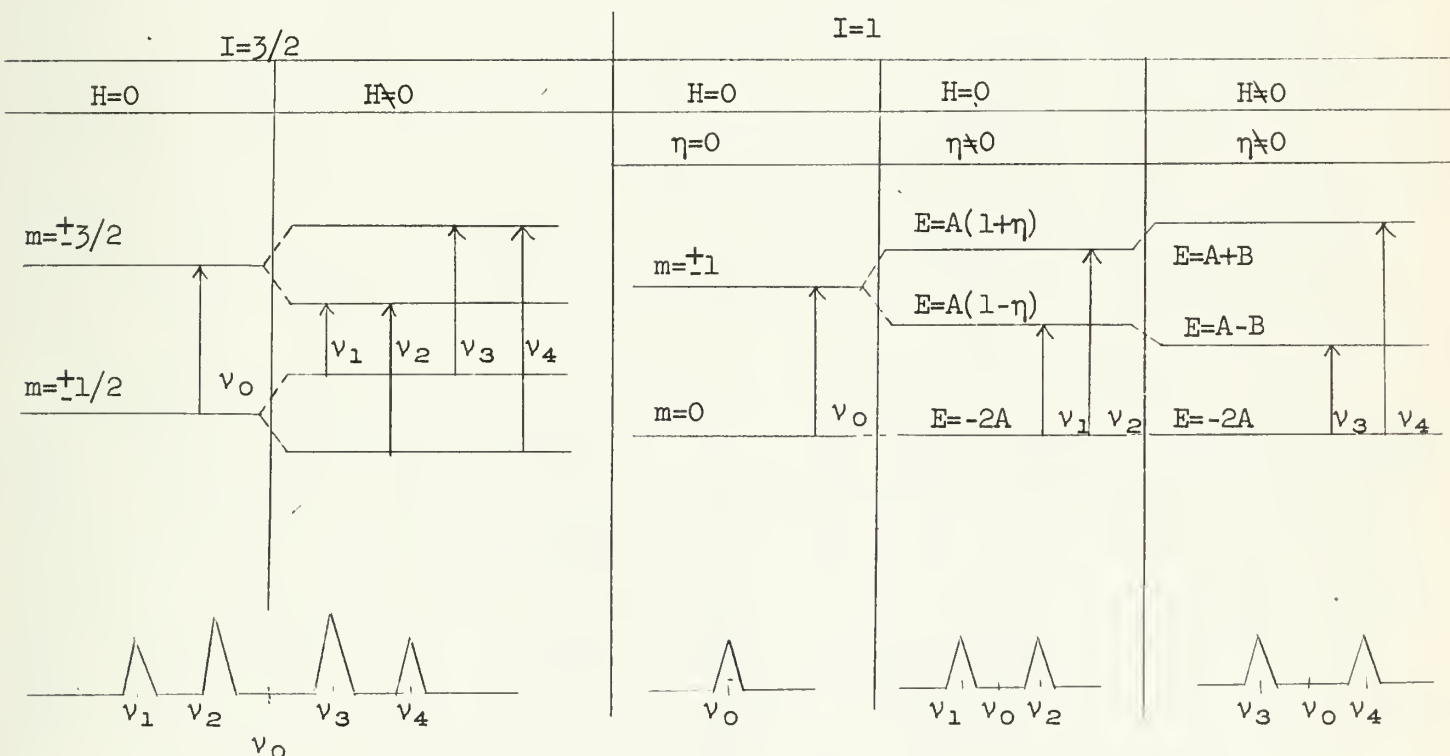 I=3/2 I=1
H=0 H≠0 H=0 H=0 H≠0
η=0 η≠0 η≠0
m=±3/2 E=A(1+η)
m=±1 E=A+B
E=A(1-η) E=A-B
ν₁ ν₂ ν₃ ν₄
m=±1/2 ν₀ m=0 ν₀ E=-2A ν₁ ν₂ E=-2A ν₃ ν₄
ν₁ ν₂ ν₃ ν₄ ν₀ ν₁ ν₀ ν₂ ν₃ ν₀ ν₄
ν₀